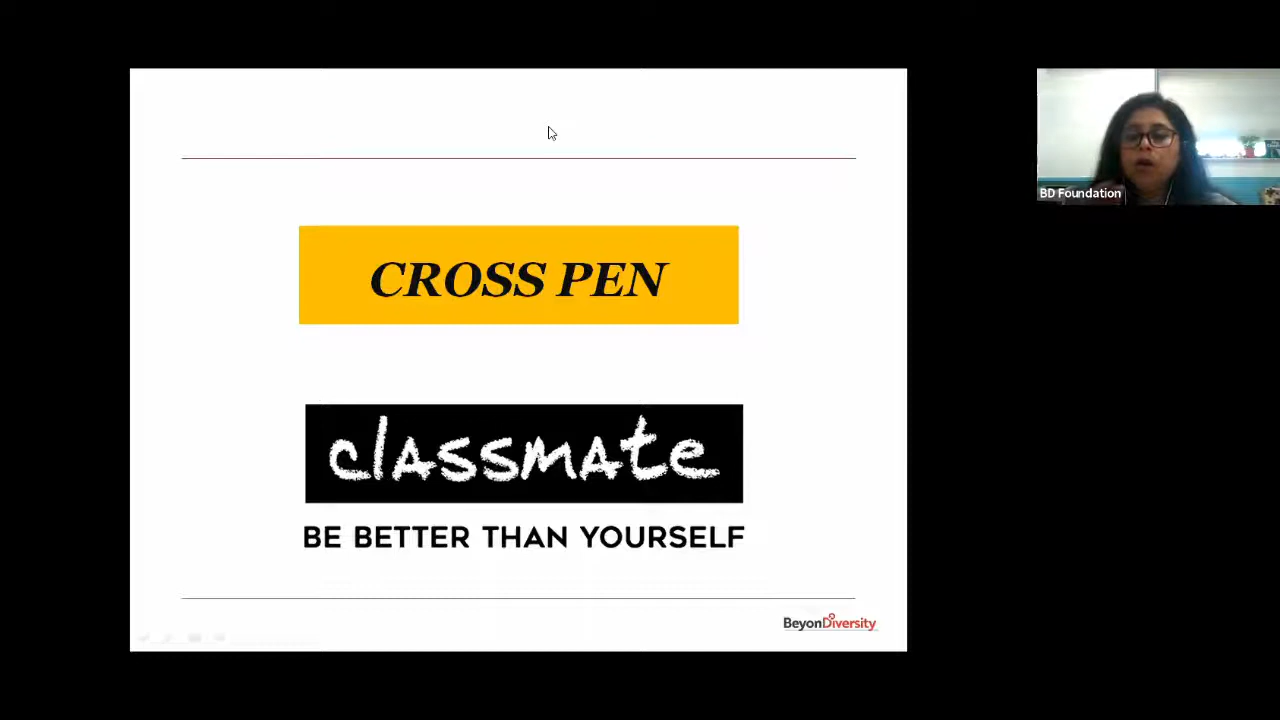 CROSS PEN
classmate
BE BETTER THAN YOURSELF
BeyonDiversity
BD Foundation